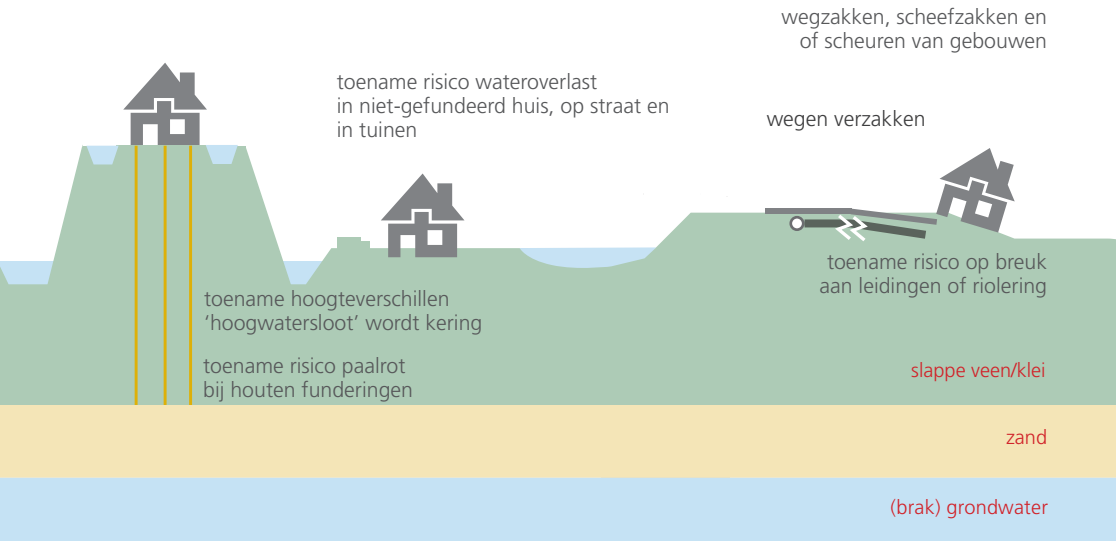 wegzakken, scheefzakken en
of scheuren van gebouwen
toename risico wateroverlast
in niet-gefundeerd huis, op straat en
in tuinen
wegen verzakken
toename risico op breuk
aan leidingen of riolering
toename hoogteverschillen
‘hoogwatersloot’ wordt kering
toename risico paalrot
bij houten funderingen
slappe veen/klei
zand
(brak) grondwater